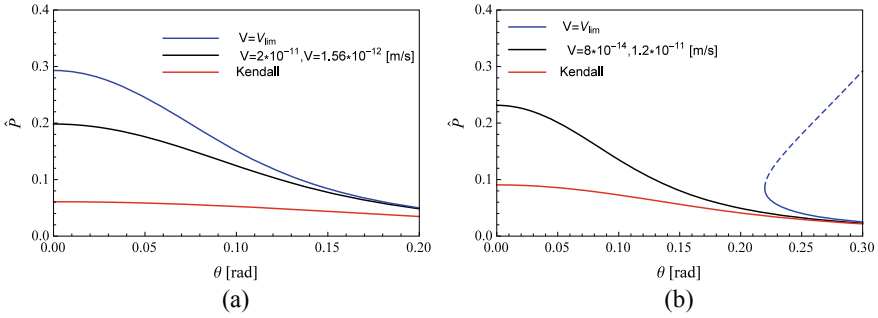 V=V_lim
V=2*10^−11, V=1.56*10^−12 [m/s]
Kendall
0.4
0.3
0.2
0.1
0.0
P̂
0.00 0.05 0.10 0.15 0.20
θ [rad]
(a)
V=V_lim
V=8*10^−14, 1.2*10^−11 [m/s]
Kendall
0.4
0.3
0.2
0.1
0.0
P̂
0.00 0.05 0.10 0.15 0.20 0.25 0.30
θ [rad]
(b)